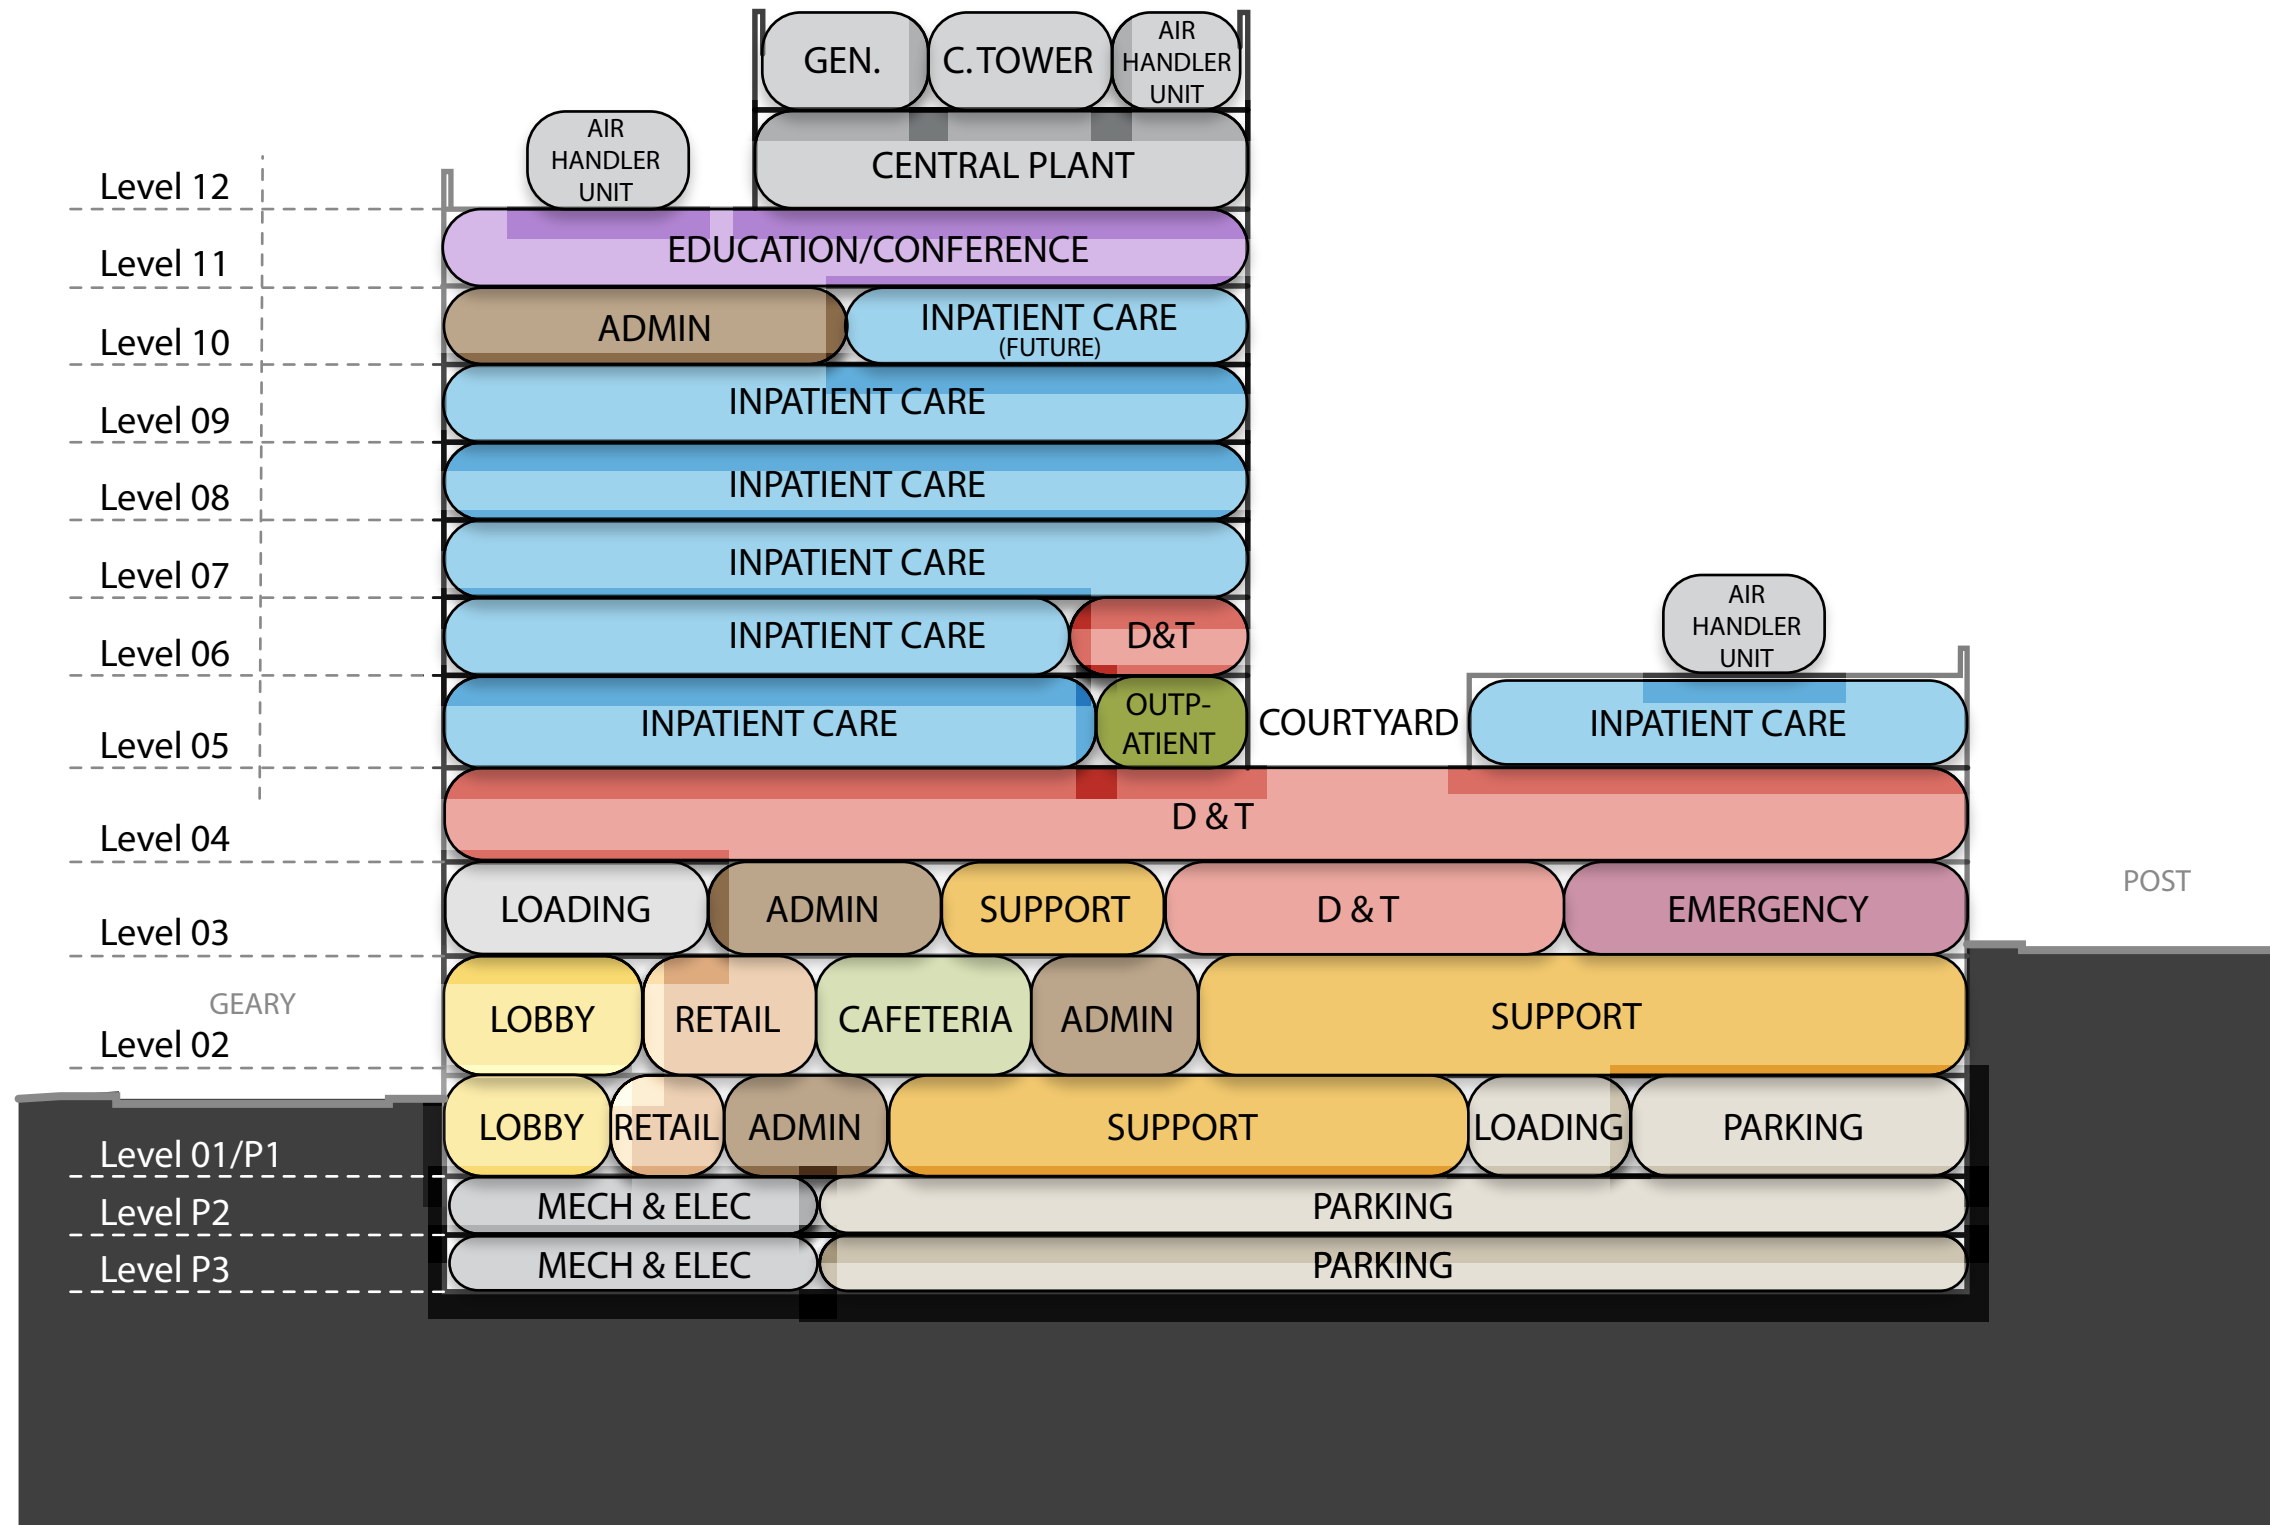 GEN.
C. TOWER
AIR
HANDLER
UNIT
AIR
HANDLER
UNIT
CENTRAL PLANT
Level 12
EDUCATION/CONFERENCE
Level 11
ADMIN
INPATIENT CARE
(FUTURE)
Level 10
INPATIENT CARE
Level 09
INPATIENT CARE
Level 08
INPATIENT CARE
Level 07
AIR
HANDLER
UNIT
INPATIENT CARE
D&T
Level 06
INPATIENT CARE
OUTP-
ATIENT
COURTYARD
INPATIENT CARE
Level 05
D & T
Level 04
POST
LOADING
ADMIN
SUPPORT
D & T
EMERGENCY
Level 03
GEARY
LOBBY
RETAIL
CAFETERIA
ADMIN
SUPPORT
Level 02
LOBBY
RETAIL
ADMIN
SUPPORT
LOADING
PARKING
Level 01/P1
MECH & ELEC
PARKING
Level P2
MECH & ELEC
PARKING
Level P3